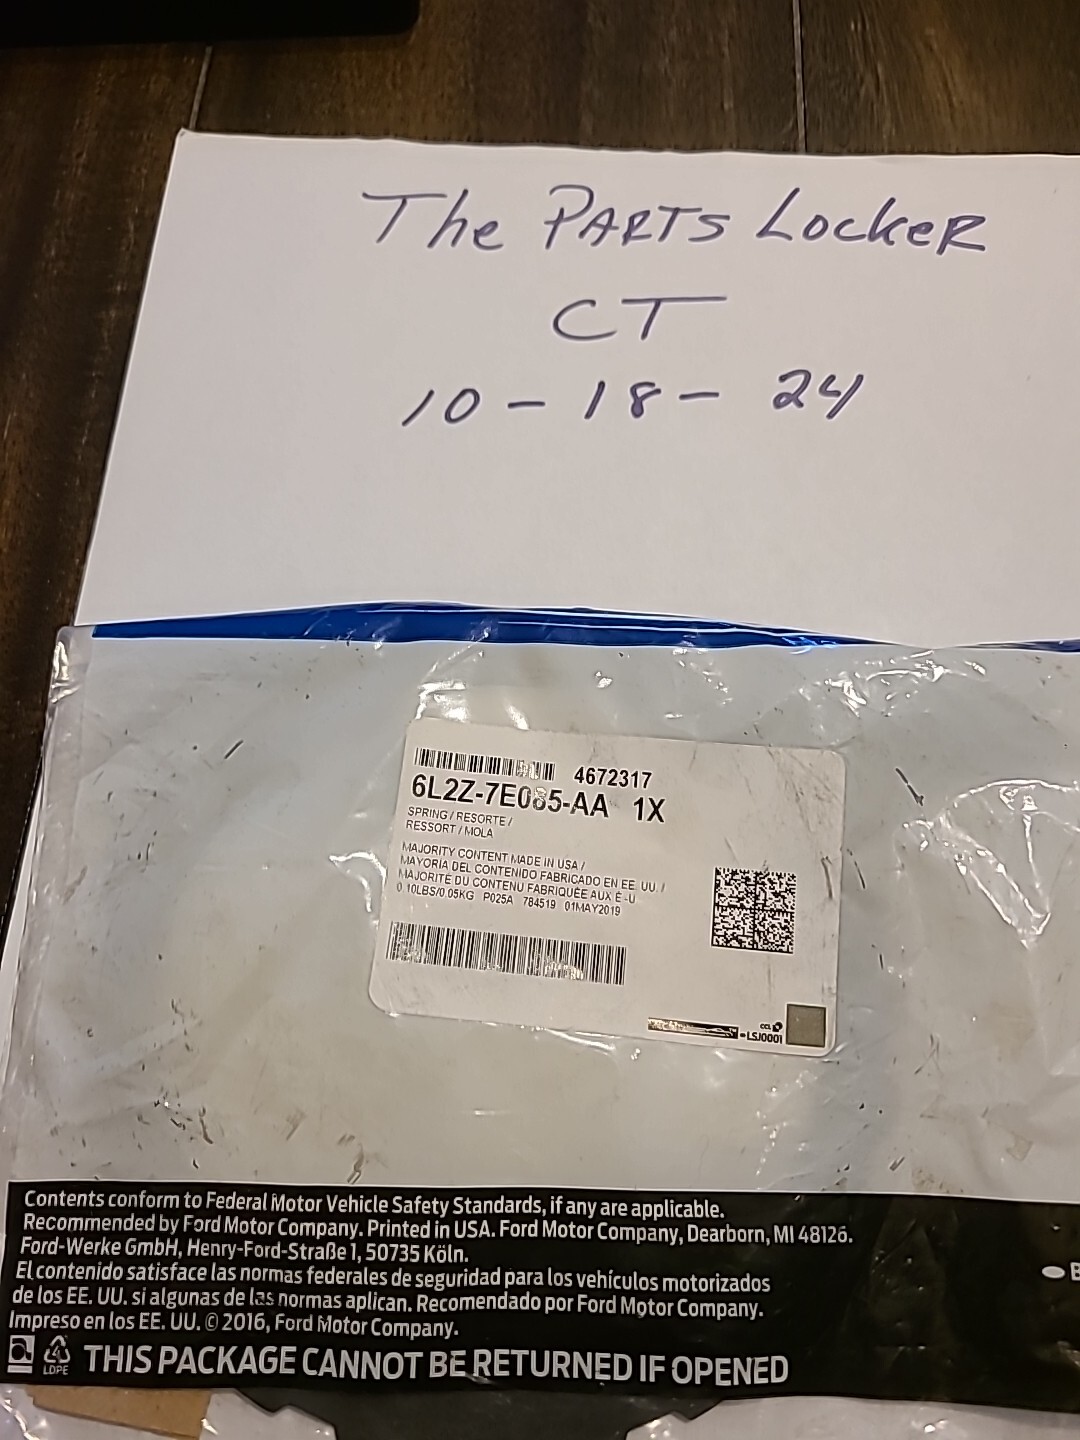 The PARTS LockeR
CT
10-18-24
4672317
6L2Z-7E085-AA 1X
SPRING / RESORTE /
RESSORT / MOLA
MAJORITY CONTENT MADE IN USA /
MAYORIA DEL CONTENIDO FABRICADO EN EE. UU. /
MAJORITÉ DU CONTENU FABRIQUÉE AUX É-U
0.10LBS/0.05KG P025A 784519 01MAY2019
CCL
LSJ0001
Contents conform to Federal Motor Vehicle Safety Standards, if any are applicable.
Recommended by Ford Motor Company. Printed in USA. Ford Motor Company, Dearborn, MI 48126.
Ford-Werke GmbH, Henry-Ford-Straße 1, 50735 Köln.
El contenido satisface las normas federales de seguridad para los vehículos motorizados
de los EE. UU. si algunas de las normas aplican. Recomendado por Ford Motor Company.
Impreso en los EE. UU. © 2016, Ford Motor Company.
4
LDPE
THIS PACKAGE CANNOT BE RETURNED IF OPENED